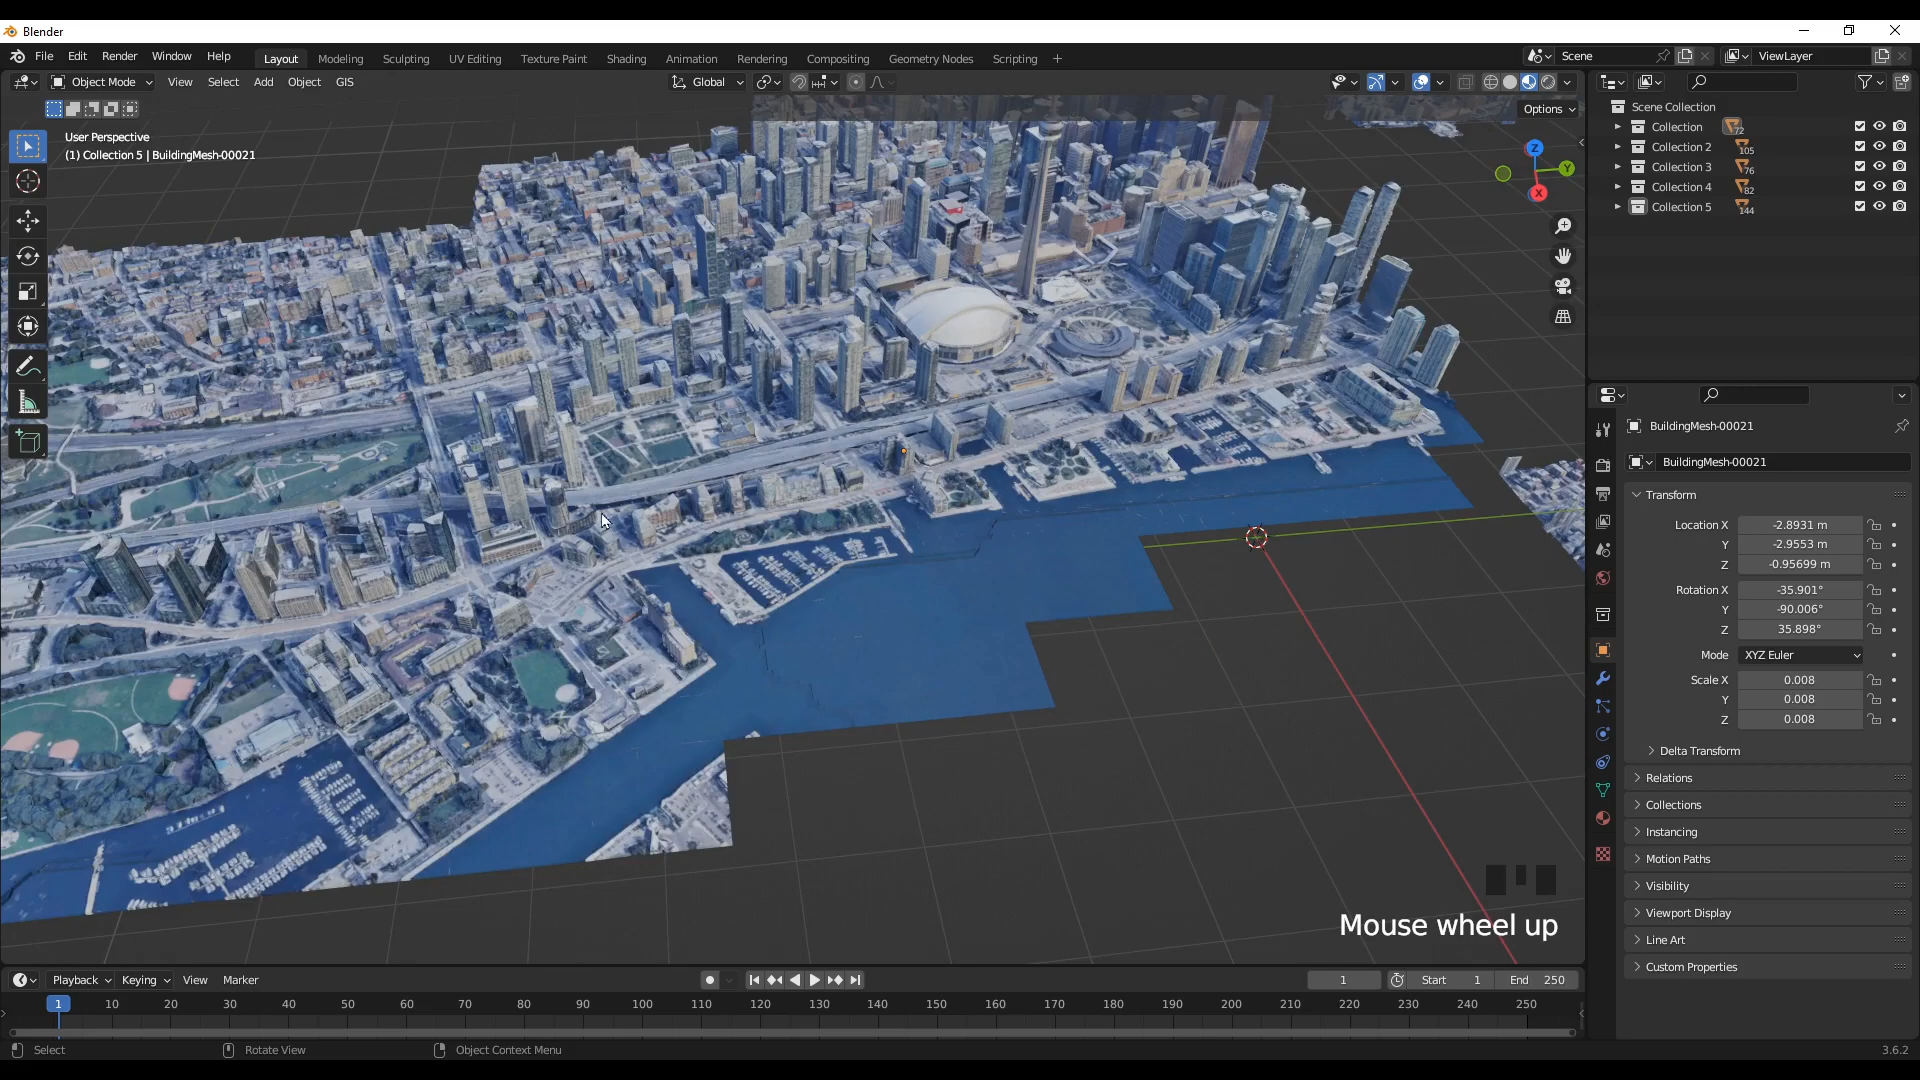 Blender
File Edit Render Window Help Layout Modeling Sculpting UV Editing Texture Paint Shading Animation Rendering Compositing Geometry Nodes Scripting + Scene ViewLayer
Object Mode View Select Add Object GIS Global
Options
User Perspective
(1) Collection 5 | BuildingMesh-00021
Z
Y
X
Scene Collection
Collection 72
Collection 2 105
Collection 3 76
Collection 4 82
Collection 5 144
BuildingMesh-00021
BuildingMesh-00021
Transform
Location X -2.8931 m
Y -2.9553 m
Z -0.95699 m
Rotation X -35.901°
Y -90.006°
Z 35.898°
Mode XYZ Euler
Scale X 0.008
Y 0.008
Z 0.008
Delta Transform
Relations
Collections
Instancing
Motion Paths
Visibility
Viewport Display
Line Art
Custom Properties
Mouse wheel up
Playback Keying View Marker 1 Start 1 End 250
1 10 20 30 40 50 60 70 80 90 100 110 120 130 140 150 160 170 180 190 200 210 220 230 240 250
Select Rotate View Object Context Menu 3.6.2